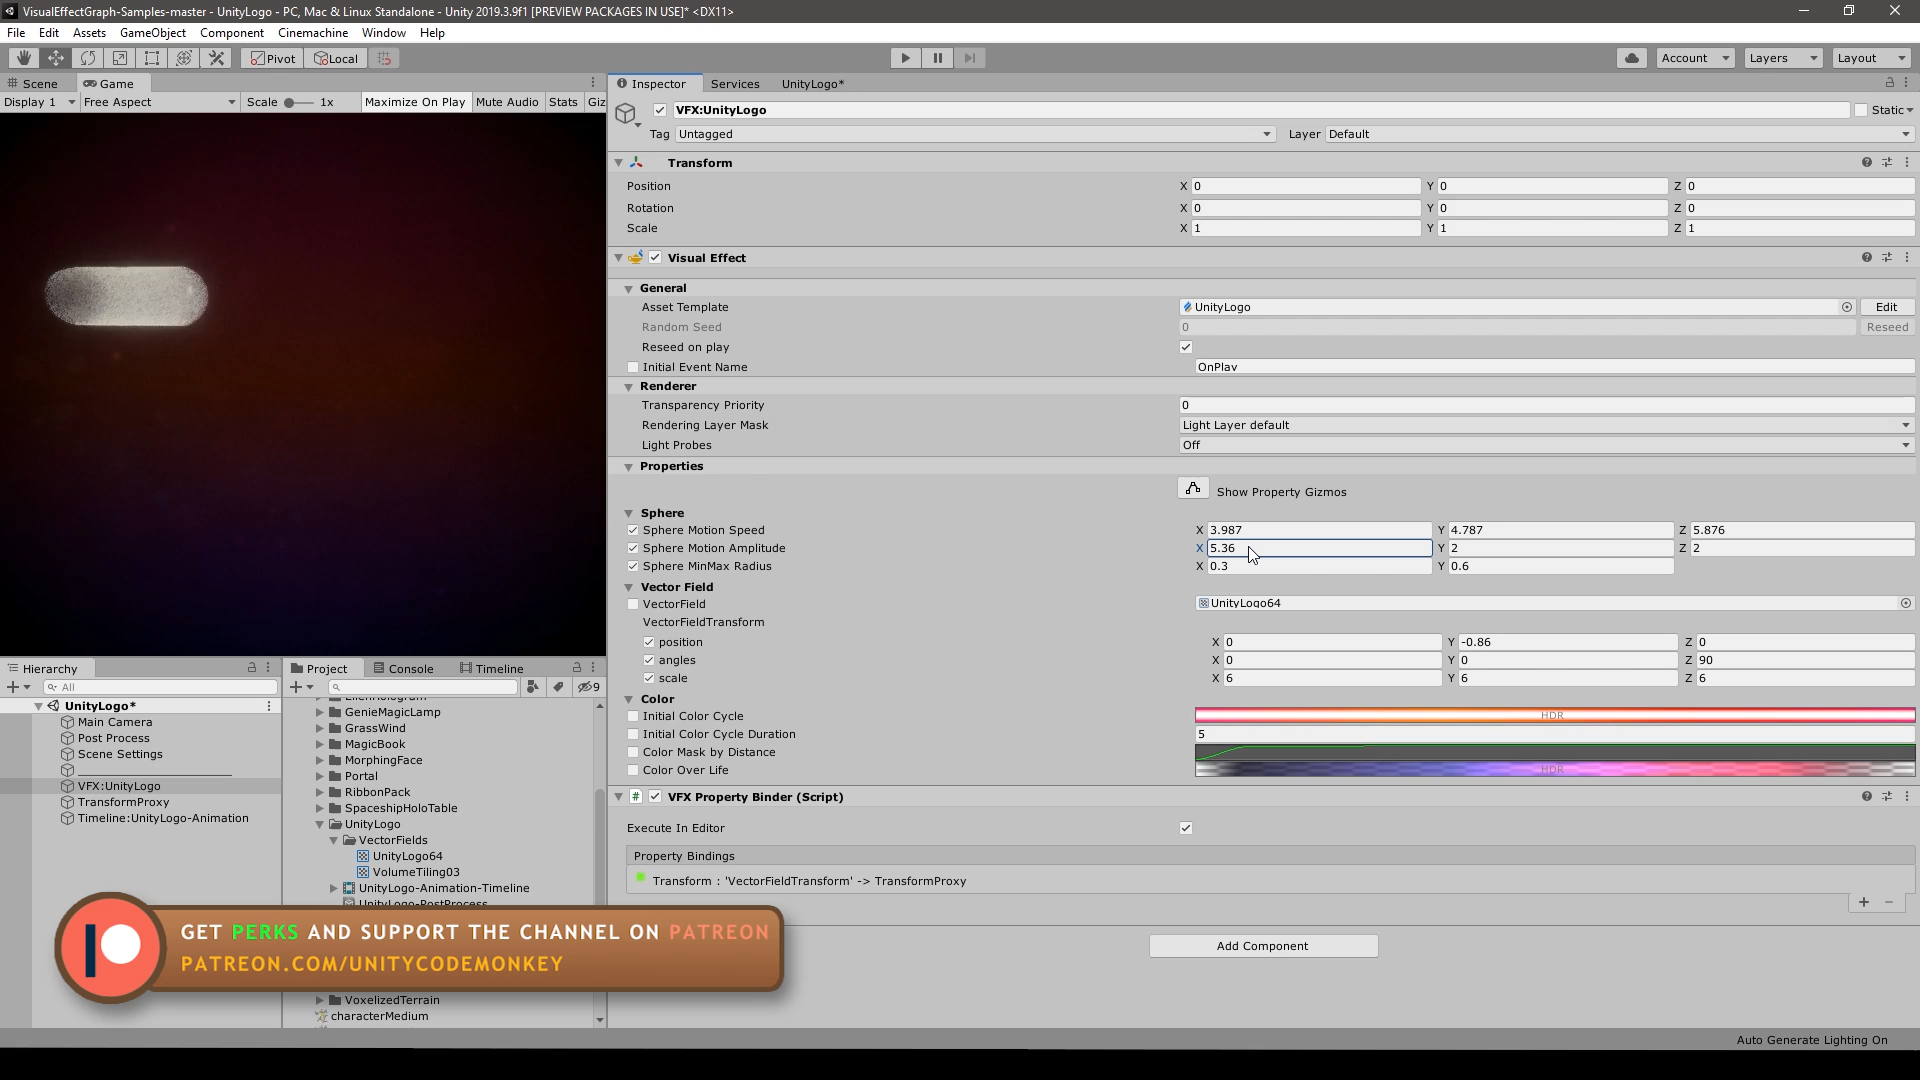 VisualEffectGraph-Samples-master - UnityLogo - PC, Mac & Linux Standalone - Unity 2019.3.9f1 [PREVIEW PACKAGES IN USE]* <DX11>
File Edit Assets GameObject Component Cinemachine Window Help
Pivot Local Account Layers Layout
Scene Game
Display 1 Free Aspect Scale 1x Maximize On Play Mute Audio Stats Giz
Inspector Services UnityLogo*
VFX:UnityLogo Static
Tag Untagged Layer Default
Transform
Position X 0 Y 0 Z 0
Rotation X 0 Y 0 Z 0
Scale X 1 Y 1 Z 1
Visual Effect
General
Asset Template UnityLogo Edit
Random Seed 0 Reseed
Reseed on play
Initial Event Name OnPlay
Renderer
Transparency Priority 0
Rendering Layer Mask Light Layer default
Light Probes Off
Properties
Show Property Gizmos
Sphere
Sphere Motion Speed X 3.987 Y 4.787 Z 5.876
Sphere Motion Amplitude X 5.36 Y 2 Z 2
Sphere MinMax Radius X 0.3 Y 0.6
Vector Field
VectorField UnityLogo64
VectorFieldTransform
position X 0 Y -0.86 Z 0
angles X 0 Y 0 Z 90
scale X 6 Y 6 Z 6
Color
Initial Color Cycle HDR
Initial Color Cycle Duration 5
Color Mask by Distance
Color Over Life HDR
VFX Property Binder (Script)
Execute In Editor
Property Bindings
Transform : 'VectorFieldTransform' -> TransformProxy
Add Component
Hierarchy
All
UnityLogo*
Main Camera
Post Process
Scene Settings
VFX:UnityLogo
TransformProxy
Timeline:UnityLogo-Animation
Project Console Timeline
9
EllenHologram
GenieMagicLamp
GrassWind
MagicBook
MorphingFace
Portal
RibbonPack
SpaceshipHoloTable
UnityLogo
VectorFields
UnityLogo64
VolumeTiling03
UnityLogo-Animation-Timeline
UnityLogo-PostProcess
VoxelizedTerrain
characterMedium
GET PERKS AND SUPPORT THE CHANNEL ON PATREON
PATREON.COM/UNITYCODEMONKEY
Auto Generate Lighting On